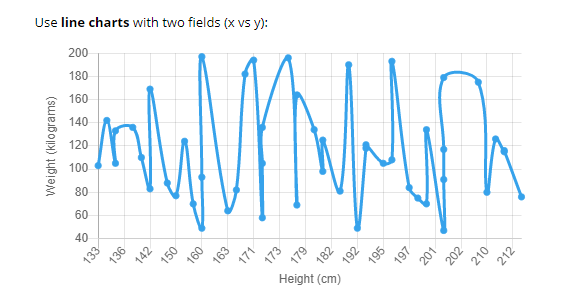 Use line charts with two fields (x vs y):
200
180
160
140
120
100
80
60
40
Weight (kilograms)
133 136 142 150 160 163 171 173 179 182 192 195 197 201 202 210 212
Height (cm)